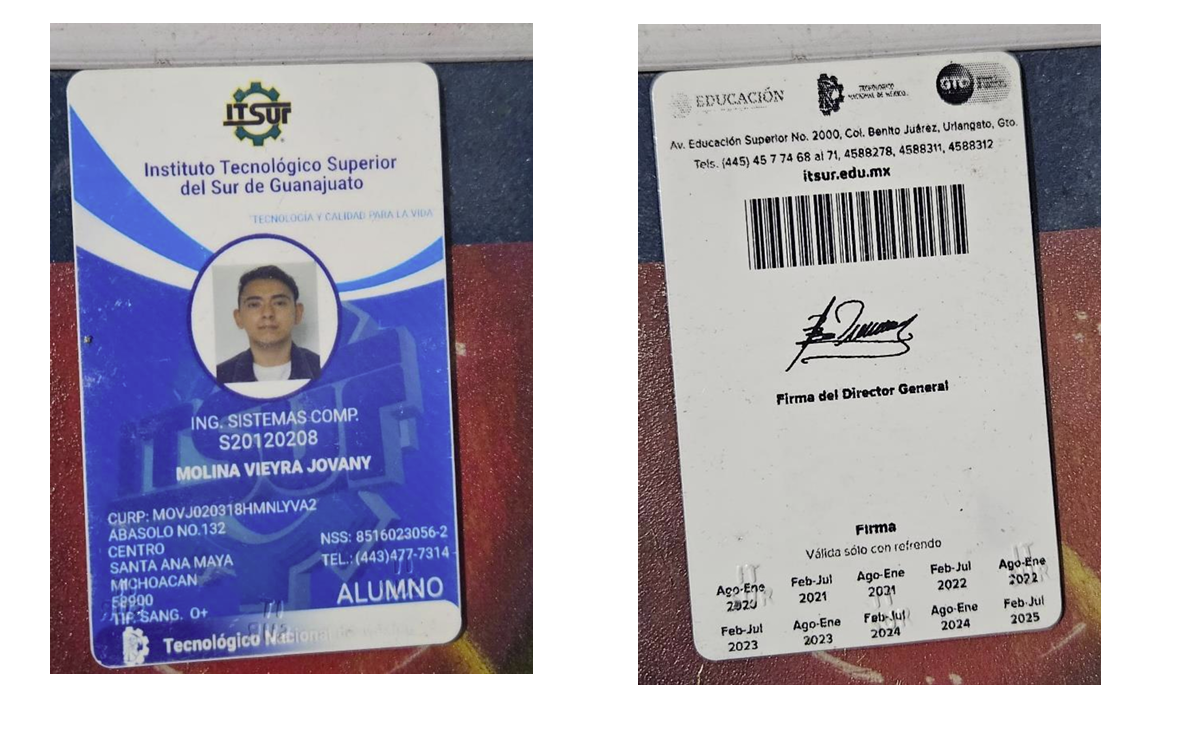 ITSUR
Instituto Tecnológico Superior
del Sur de Guanajuato
"TECNOLOGÍA Y CALIDAD PARA LA VIDA
ING. SISTEMAS COMP.
S20120208
MOLINA VIEYRA JOVANY
CURP: MOVJ020318HMNLYVA2
ABASOLO NO.132
CENTRO
SANTA ANA MAYA
MICHOACAN
58900
TIP. SANG. O+
NSS: 8516023056-2
TEL.:(443)477-7314
ALUMNO
Tecnológico Nacional
EDUCACIÓN
TECNOLÓGICO
NACIONAL DE MÉXICO
GTO
Av. Educación Superior No. 2000, Col. Benito Juárez, Uriangato, Gto.
Tels. (445) 45 7 74 68 al 71, 4588278, 4588311, 4588312
itsur.edu.mx
Firma del Director General
Firma
Válida sólo con refrendo
Ago-Ene 2020
Feb-Jul 2021
Ago-Ene 2021
Feb-Jul 2022
Ago-Ene 2022
Feb-Jul 2023
Ago-Ene 2023
Feb-Jul 2024
Ago-Ene 2024
Feb-Jul 2025